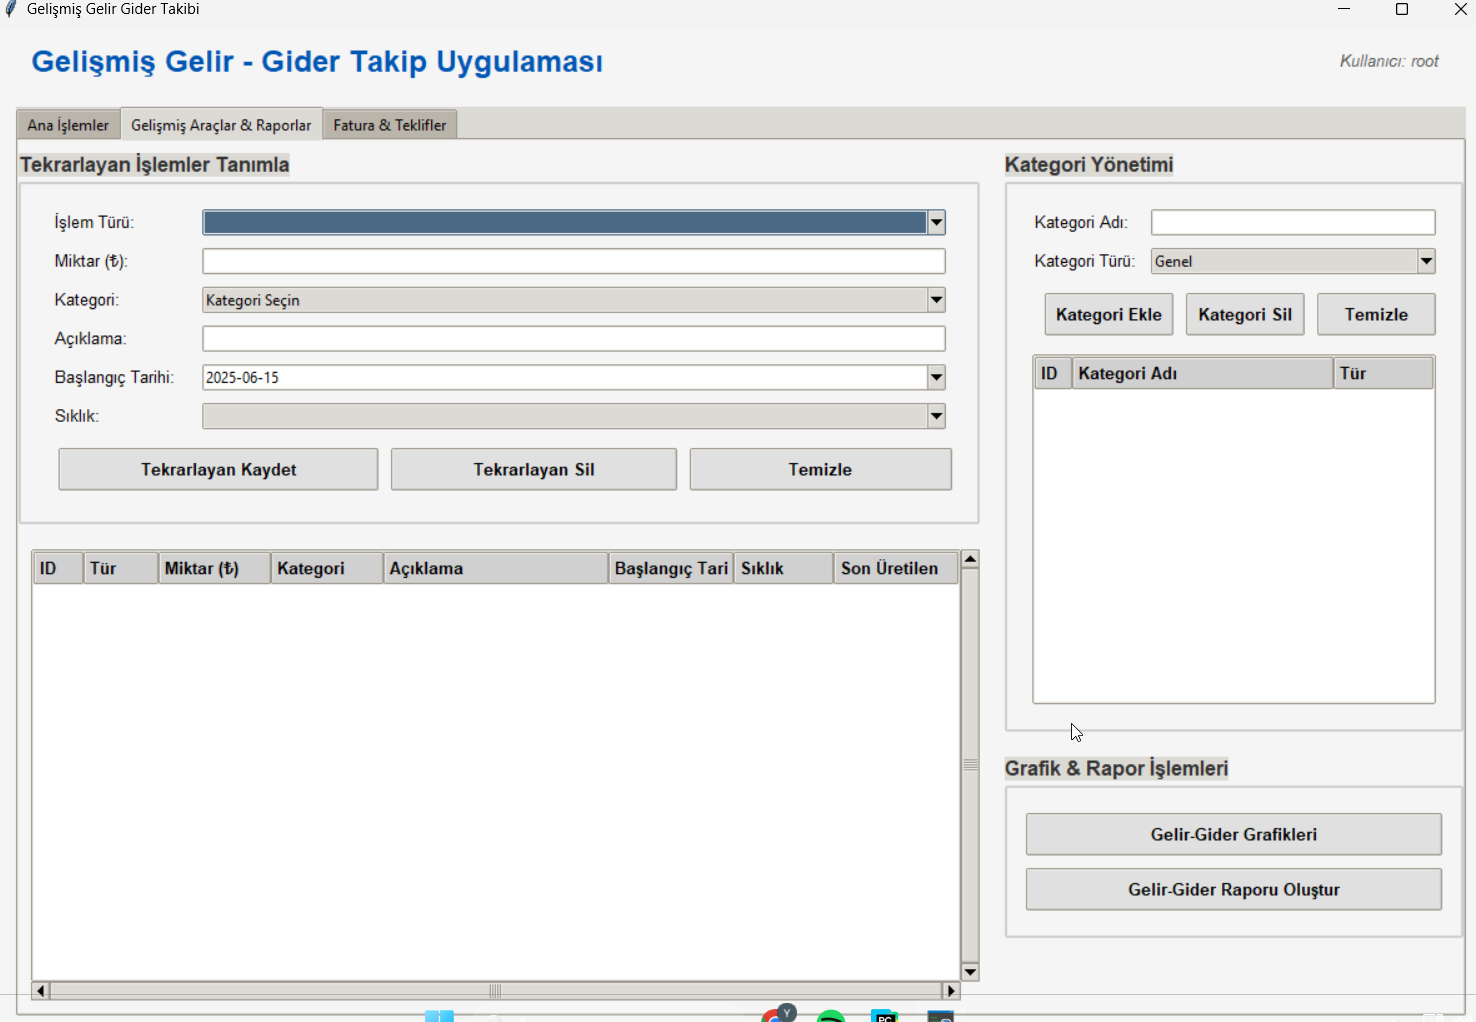 Gelişmiş Gelir Gider Takibi
Gelişmiş Gelir - Gider Takip Uygulaması
Kullanıcı: root
Ana İşlemler
Gelişmiş Araçlar & Raporlar
Fatura & Teklifler
Tekrarlayan İşlemler Tanımla
İşlem Türü:
Miktar (₺):
Kategori: Kategori Seçin
Açıklama:
Başlangıç Tarihi: 2025-06-15
Sıklık:
Tekrarlayan Kaydet Tekrarlayan Sil Temizle
ID Tür Miktar (₺) Kategori Açıklama Başlangıç Tari Sıklık Son Üretilen
Kategori Yönetimi
Kategori Adı:
Kategori Türü: Genel
Kategori Ekle Kategori Sil Temizle
ID Kategori Adı Tür
Grafik & Rapor İşlemleri
Gelir-Gider Grafikleri
Gelir-Gider Raporu Oluştur
Y
PC